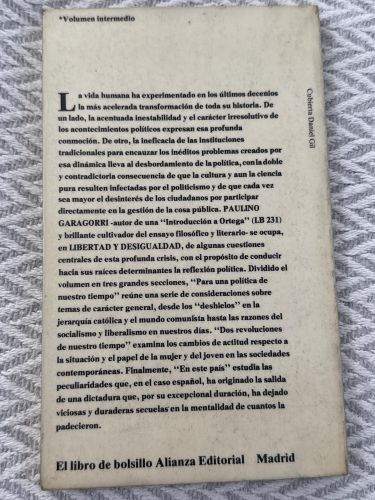 *Volumen intermedio
La vida humana ha experimentado en los últimos decenios
la más acelerada transformación de toda su historia. De
un lado, la acentuada inestabilidad y el carácter irresolutivo de
los acontecimientos políticos expresan esa profunda
conmoción. De otro, la ineficacia de las instituciones
tradicionales para encauzar los inéditos problemas creados por
esa dinámica lleva al desbordamiento de la política, con la doble
y contradictoria consecuencia de que la cultura y aun la ciencia
pura resulten infectadas por el politicismo y de que cada vez
sea mayor el desinterés de los ciudadanos por participar
directamente en la gestión de la cosa pública. PAULINO
GARAGORRI -autor de una "Introducción a Ortega" (LB 231)
y brillante cultivador del ensayo filosófico y literario- se ocupa,
en LIBERTAD Y DESIGUALDAD, de algunas cuestiones
centrales de esta profunda crisis, con el propósito de conducir
hacia sus raíces determinantes la reflexión política. Dividido el
volumen en tres grandes secciones, "Para una política de
nuestro tiempo" reúne una serie de consideraciones sobre
temas de carácter general, desde los "deshielos" en la
jerarquía católica y el mundo comunista hasta las razones del
socialismo y liberalismo en nuestros días. "Dos revoluciones
de nuestro tiempo" examina los cambios de actitud respecto a
la situación y el papel de la mujer y del joven en las sociedades
contemporáneas. Finalmente, "En este país" estudia las
peculiaridades que, en el caso español, ha originado la salida
de una dictadura que, por su excepcional duración, ha dejado
viciosas y duraderas secuelas en la mentalidad de cuantos la
padecieron.
El libro de bolsillo Alianza Editorial Madrid
Cubierta Daniel Gil